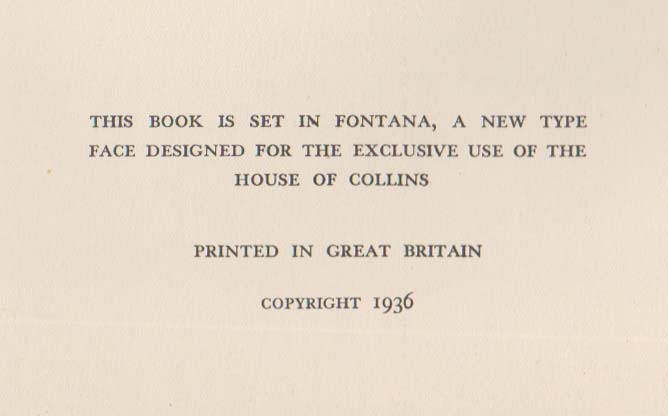 THIS BOOK IS SET IN FONTANA, A NEW TYPE
FACE DESIGNED FOR THE EXCLUSIVE USE OF THE
HOUSE OF COLLINS
PRINTED IN GREAT BRITAIN
COPYRIGHT 1936